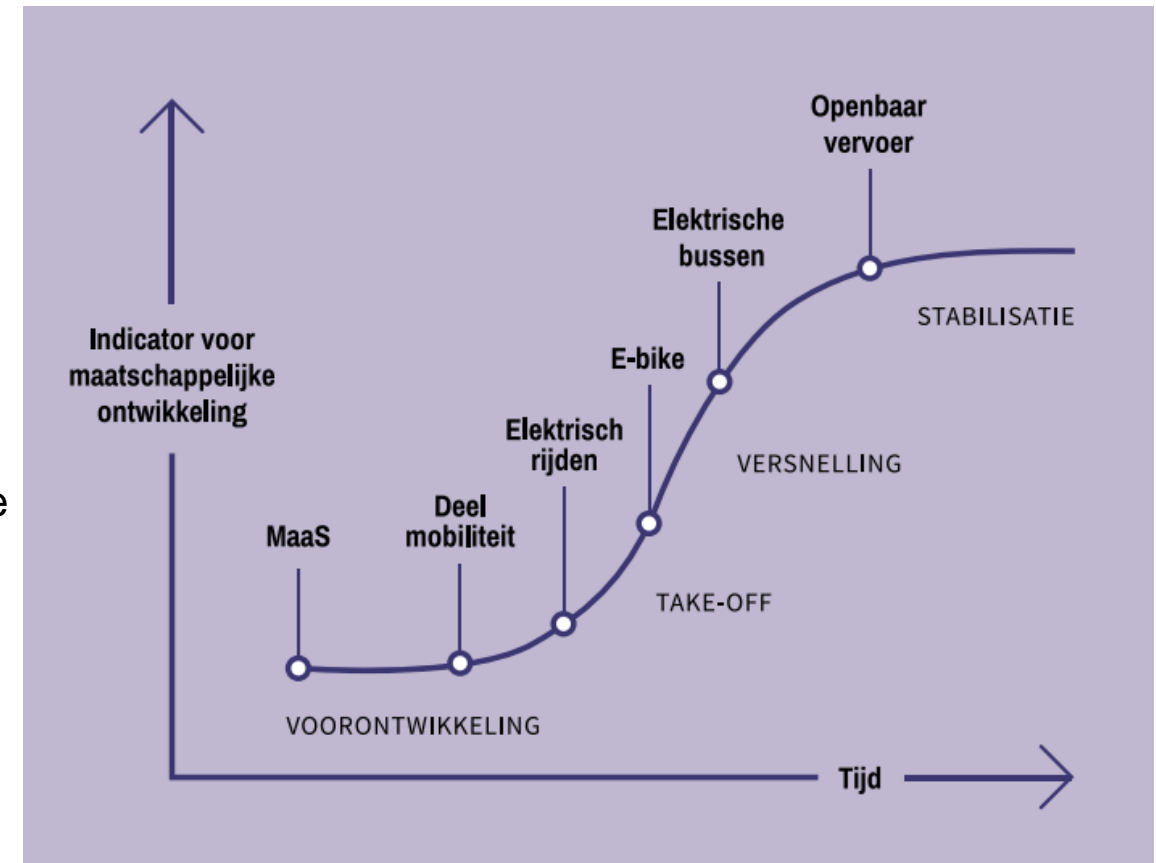 Openbaar
vervoer
Elektrische
bussen
Indicator voor
maatschappelijke
ontwikkeling
STABILISATIE
E-bike
Elektrisch
rijden
VERSNELLING
e
MaaS
Deel
mobiliteit
TAKE-OFF
VOORONTWIKKELING
Tijd